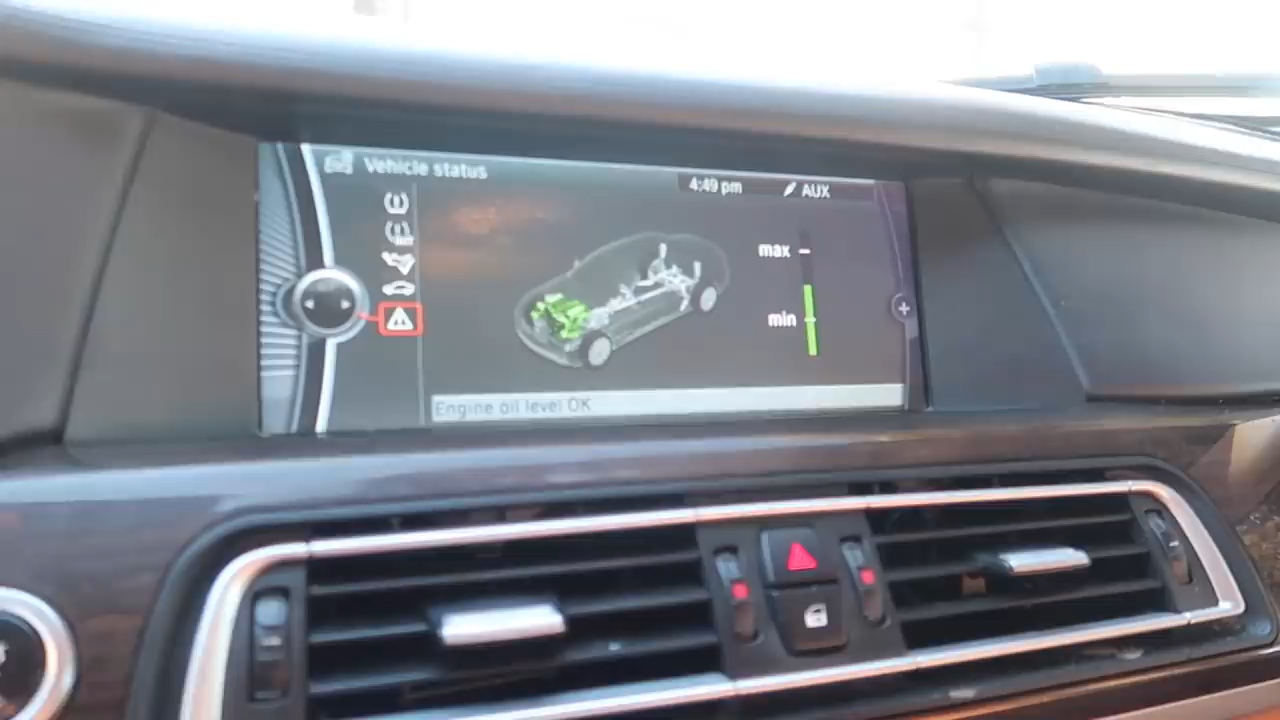 Vehicle status
4:49 pm
AUX
max
min
Engine oil level OK